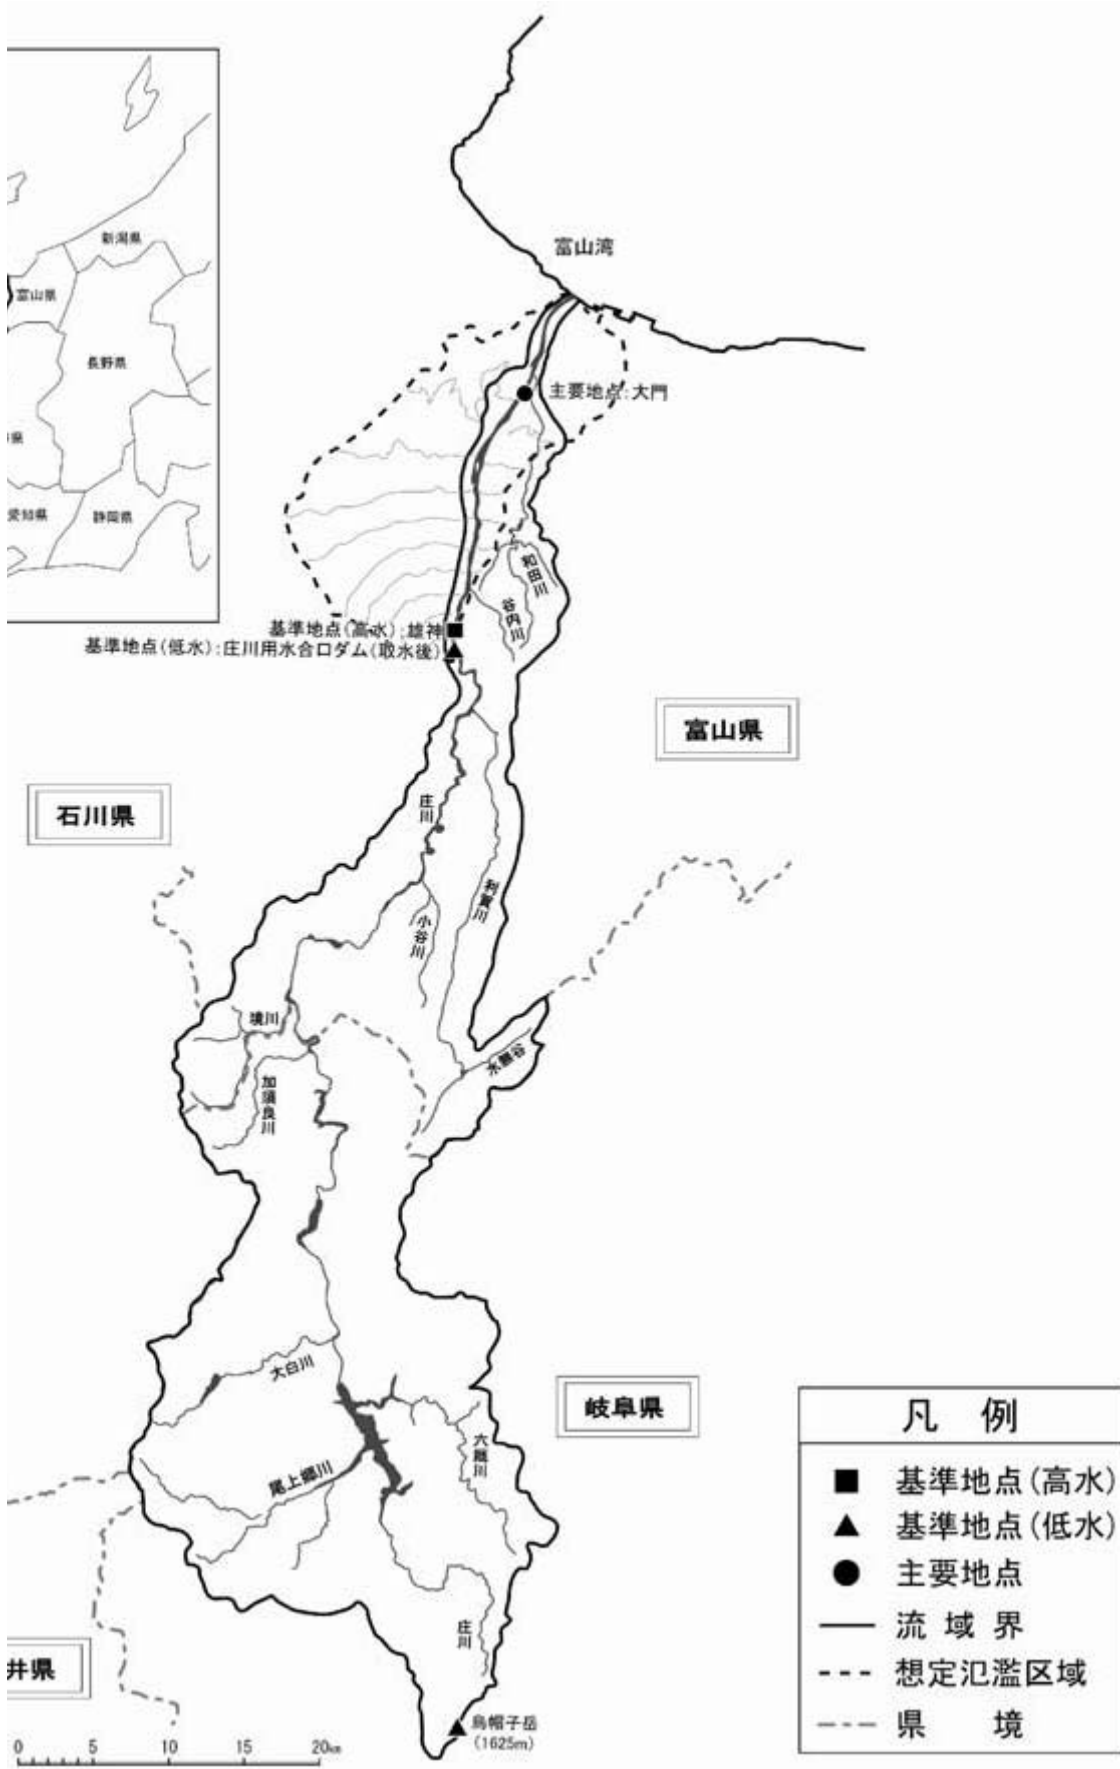 新潟県
富山県
長野県
県
愛知県
静岡県
富山湾
主要地点:大門
和田川
谷内川
基準地点(高水):雄神
基準地点(低水):庄川用水合口ダム(取水後)
富山県
石川県
庄川
利賀川
小谷川
境川
水無谷
加須良川
大白川
岐阜県
六厩川
尾上郷川
庄川
井県
烏帽子岳
(1625m)
0 5 10 15 20km
凡 例
基準地点(高水)
基準地点(低水)
主要地点
流 域 界
想定氾濫区域
県 境